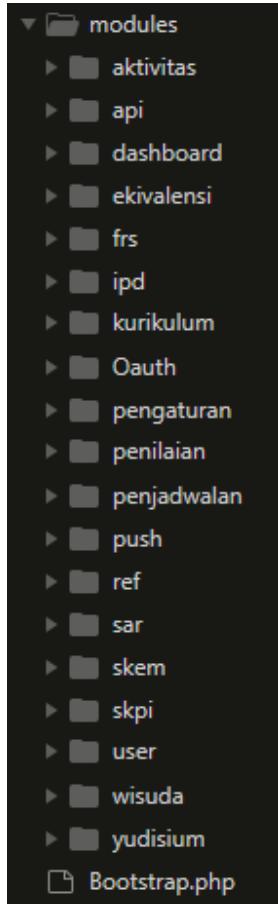 modules
aktivitas
api
dashboard
ekivalensi
frs
ipd
kurikulum
Oauth
pengaturan
penilaian
penjadwalan
push
ref
sar
skem
skpi
user
wisuda
yudisium
Bootstrap.php